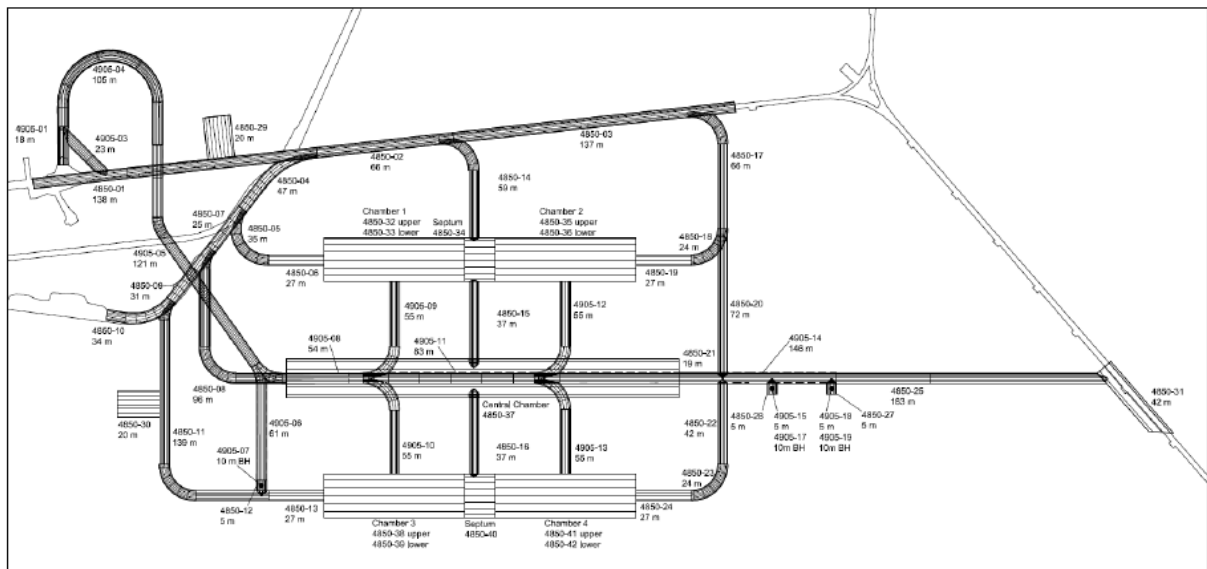 4905-04
105 m
4905-01
18 m
4905-03
23 m
4850-29
20 m
4850-01
138 m
4850-02
66 m
4850-03
137 m
4850-04
47 m
4850-17
66 m
4850-14
59 m
4850-07
25 m
4850-05
35 m
Chamber 1
4850-32 upper
4850-33 lower
Septum
4850-34
Chamber 2
4850-35 upper
4850-36 lower
4850-18
24 m
4905-05
121 m
4850-06
27 m
4850-19
27 m
4850-09
31 m
4850-10
34 m
4905-09
55 m
4850-15
37 m
4905-12
55 m
4850-20
72 m
4905-08
54 m
4905-11
83 m
4850-21
19 m
4905-14
146 m
4850-08
96 m
4850-30
20 m
4850-11
139 m
4905-06
61 m
Central Chamber
4850-37
4850-22
42 m
4850-26
5 m
4905-15
5 m
4905-17
10m BH
4905-18
5 m
4905-19
10m BH
4850-27
5 m
4850-25
183 m
4850-31
42 m
4905-07
10 m BH
4905-10
55 m
4850-16
37 m
4905-13
55 m
4850-23
24 m
4850-12
5 m
4850-13
27 m
4850-24
27 m
Chamber 3
4850-38 upper
4850-39 lower
Septum
4850-40
Chamber 4
4850-41 upper
4850-42 lower